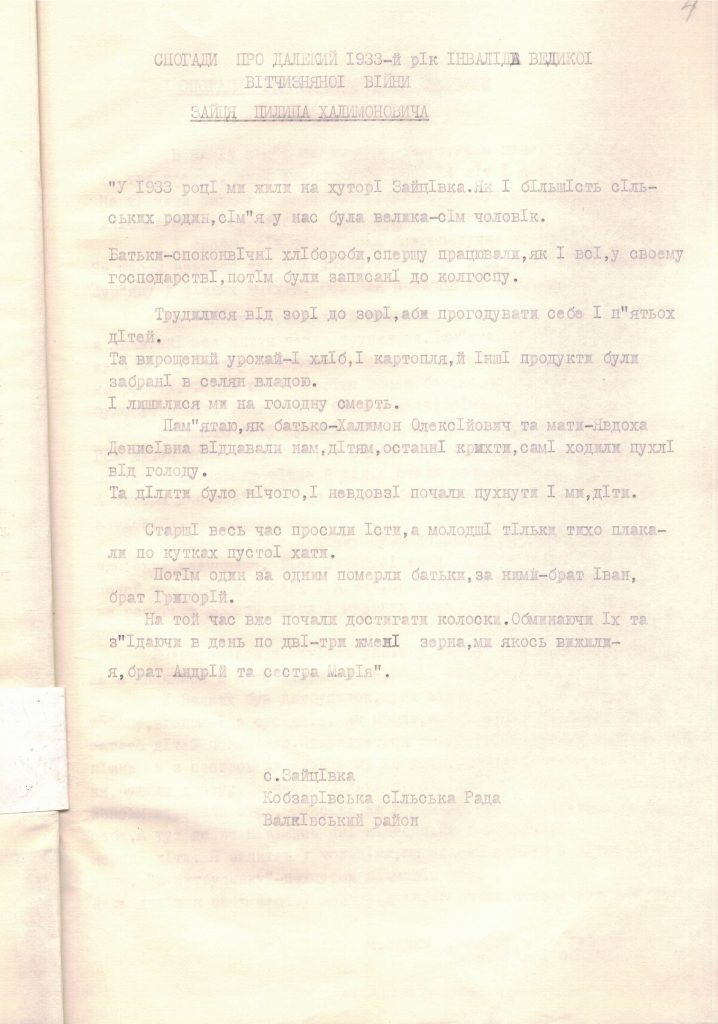 4
СПОГАДИ ПРО ДАЛЕКИЙ 1933-й рІк ІНВАЛІДА ВЕЛИКОІ
ВІТЧИЗНЯНОІ ВІЙНИ
ЗАЙЦЯ ПИЛИПА ХАЛИМОНОВИЧА
"У 1933 році ми жили на хуторі Зайцівка.Як І бІльшІсть сІль-
ських родин,сІм"я у нас була велика-сІм чоловІк.
Батьки-споконвІчнІ хлІбороби,спершу працювали,як І всІ,у своему
господарствІ,потІм були записанІ до колгоспу.
Трудилися вІд зорІ до зорІ,аби прогодувати себе І п"ятьох
дІтей.
Та вирощений урожай-І хлІб,І картопля,й ІншІ продукти були
забранІ в селян владою.
І лишилися ми на голодну смерть.
Пам"ятаю,як батько-Халимон Олексійович та мати-Явдоха
ДенисІвна вІддавали нам,дІтям,останнІ крихти,самІ ходили пухлІ
вІд голоду.
Та дІлити було нІчого,І невдовзІ почали пухнути І ми,дІти.
СтаршІ весь час просили Їсти,а молодшІ тІльки тихо плака-
ли по кутках пустоІ хати.
ПотІм один за одним померли батьки,за ними-брат Іван,
брат ГригорІй.
На той час вже почали достигати колоски.Обминаючи Іх та
з"Їдаючи в день по двІ-три жменІ зерна,ми якось вижили-
я,брат АндрІй та сестра МарІя".
с.ЗайцІвка
КобзарІвська сІльська Рада
ВалкІвський район